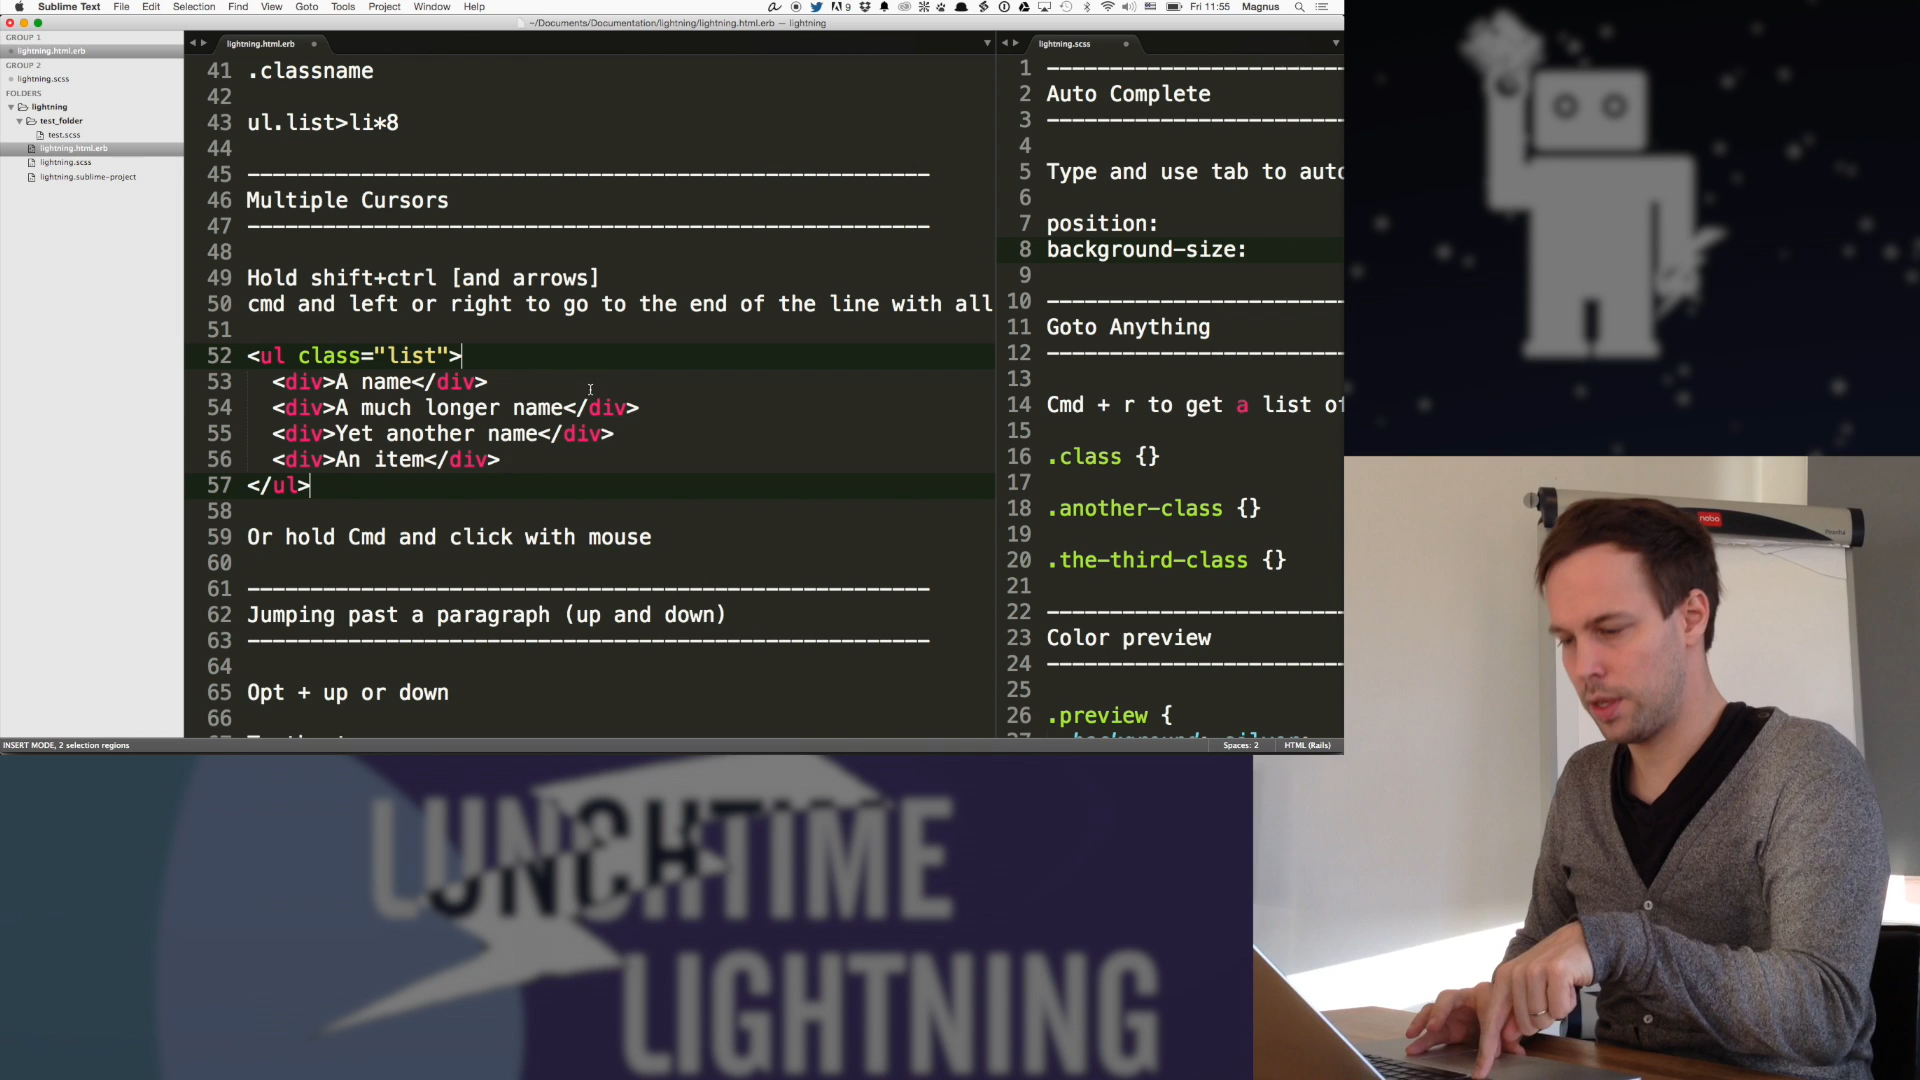 Sublime Text File Edit Selection Find View Goto Tools Project Window Help
9 Fri 11:55 Magnus
~/Documents/Documentation/lightning/lightning.html.erb — lightning
GROUP 1
lightning.html.erb
GROUP 2
lightning.scss
FOLDERS
lightning
test_folder
test.scss
lightning.html.erb
lightning.scss
lightning.sublime-project
lightning.html.erb
41 .classname
42
43 ul.list>li*8
44
45 ------------------------------------------------------
46 Multiple Cursors
47 ------------------------------------------------------
48
49 Hold shift+ctrl [and arrows]
50 cmd and left or right to go to the end of the line with all
51
52 <ul class="list">
53 <div>A name</div>
54 <div>A much longer name</div>
55 <div>Yet another name</div>
56 <div>An item</div>
57 </ul>
58
59 Or hold Cmd and click with mouse
60
61 ------------------------------------------------------
62 Jumping past a paragraph (up and down)
63 ------------------------------------------------------
64
65 Opt + up or down
66
lightning.scss
1 ------------------------
2 Auto Complete
3 ------------------------
4
5 Type and use tab to auto
6
7 position:
8 background-size:
9
10 ------------------------
11 Goto Anything
12 ------------------------
13
14 Cmd + r to get a list of
15
16 .class {}
17
18 .another-class {}
19
20 .the-third-class {}
21
22 ------------------------
23 Color preview
24 ------------------------
25
26 .preview {
27 background: silver;
INSERT MODE, 2 selection regions
Spaces: 2 HTML (Rails)
nobo
Piranha
LUNCHTIME
LIGHTNING